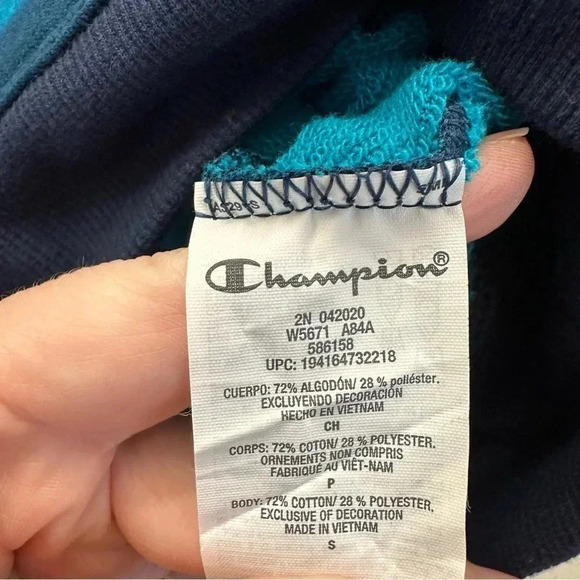 Champion®
2N 042020
W5671 A84A
586158
UPC: 194164732218
CUERPO: 72% ALGODÓN/ 28 % poliéster.
EXCLUYENDO DECORACIÓN
HECHO EN VIETNAM
CH
CORPS: 72% COTON/ 28 % POLYESTER.
ORNEMENTS NON COMPRIS
FABRIQUÉ AU VIÊT-NAM
P
BODY: 72% COTTON/ 28 % POLYESTER.
EXCLUSIVE OF DECORATION
MADE IN VIETNAM
S